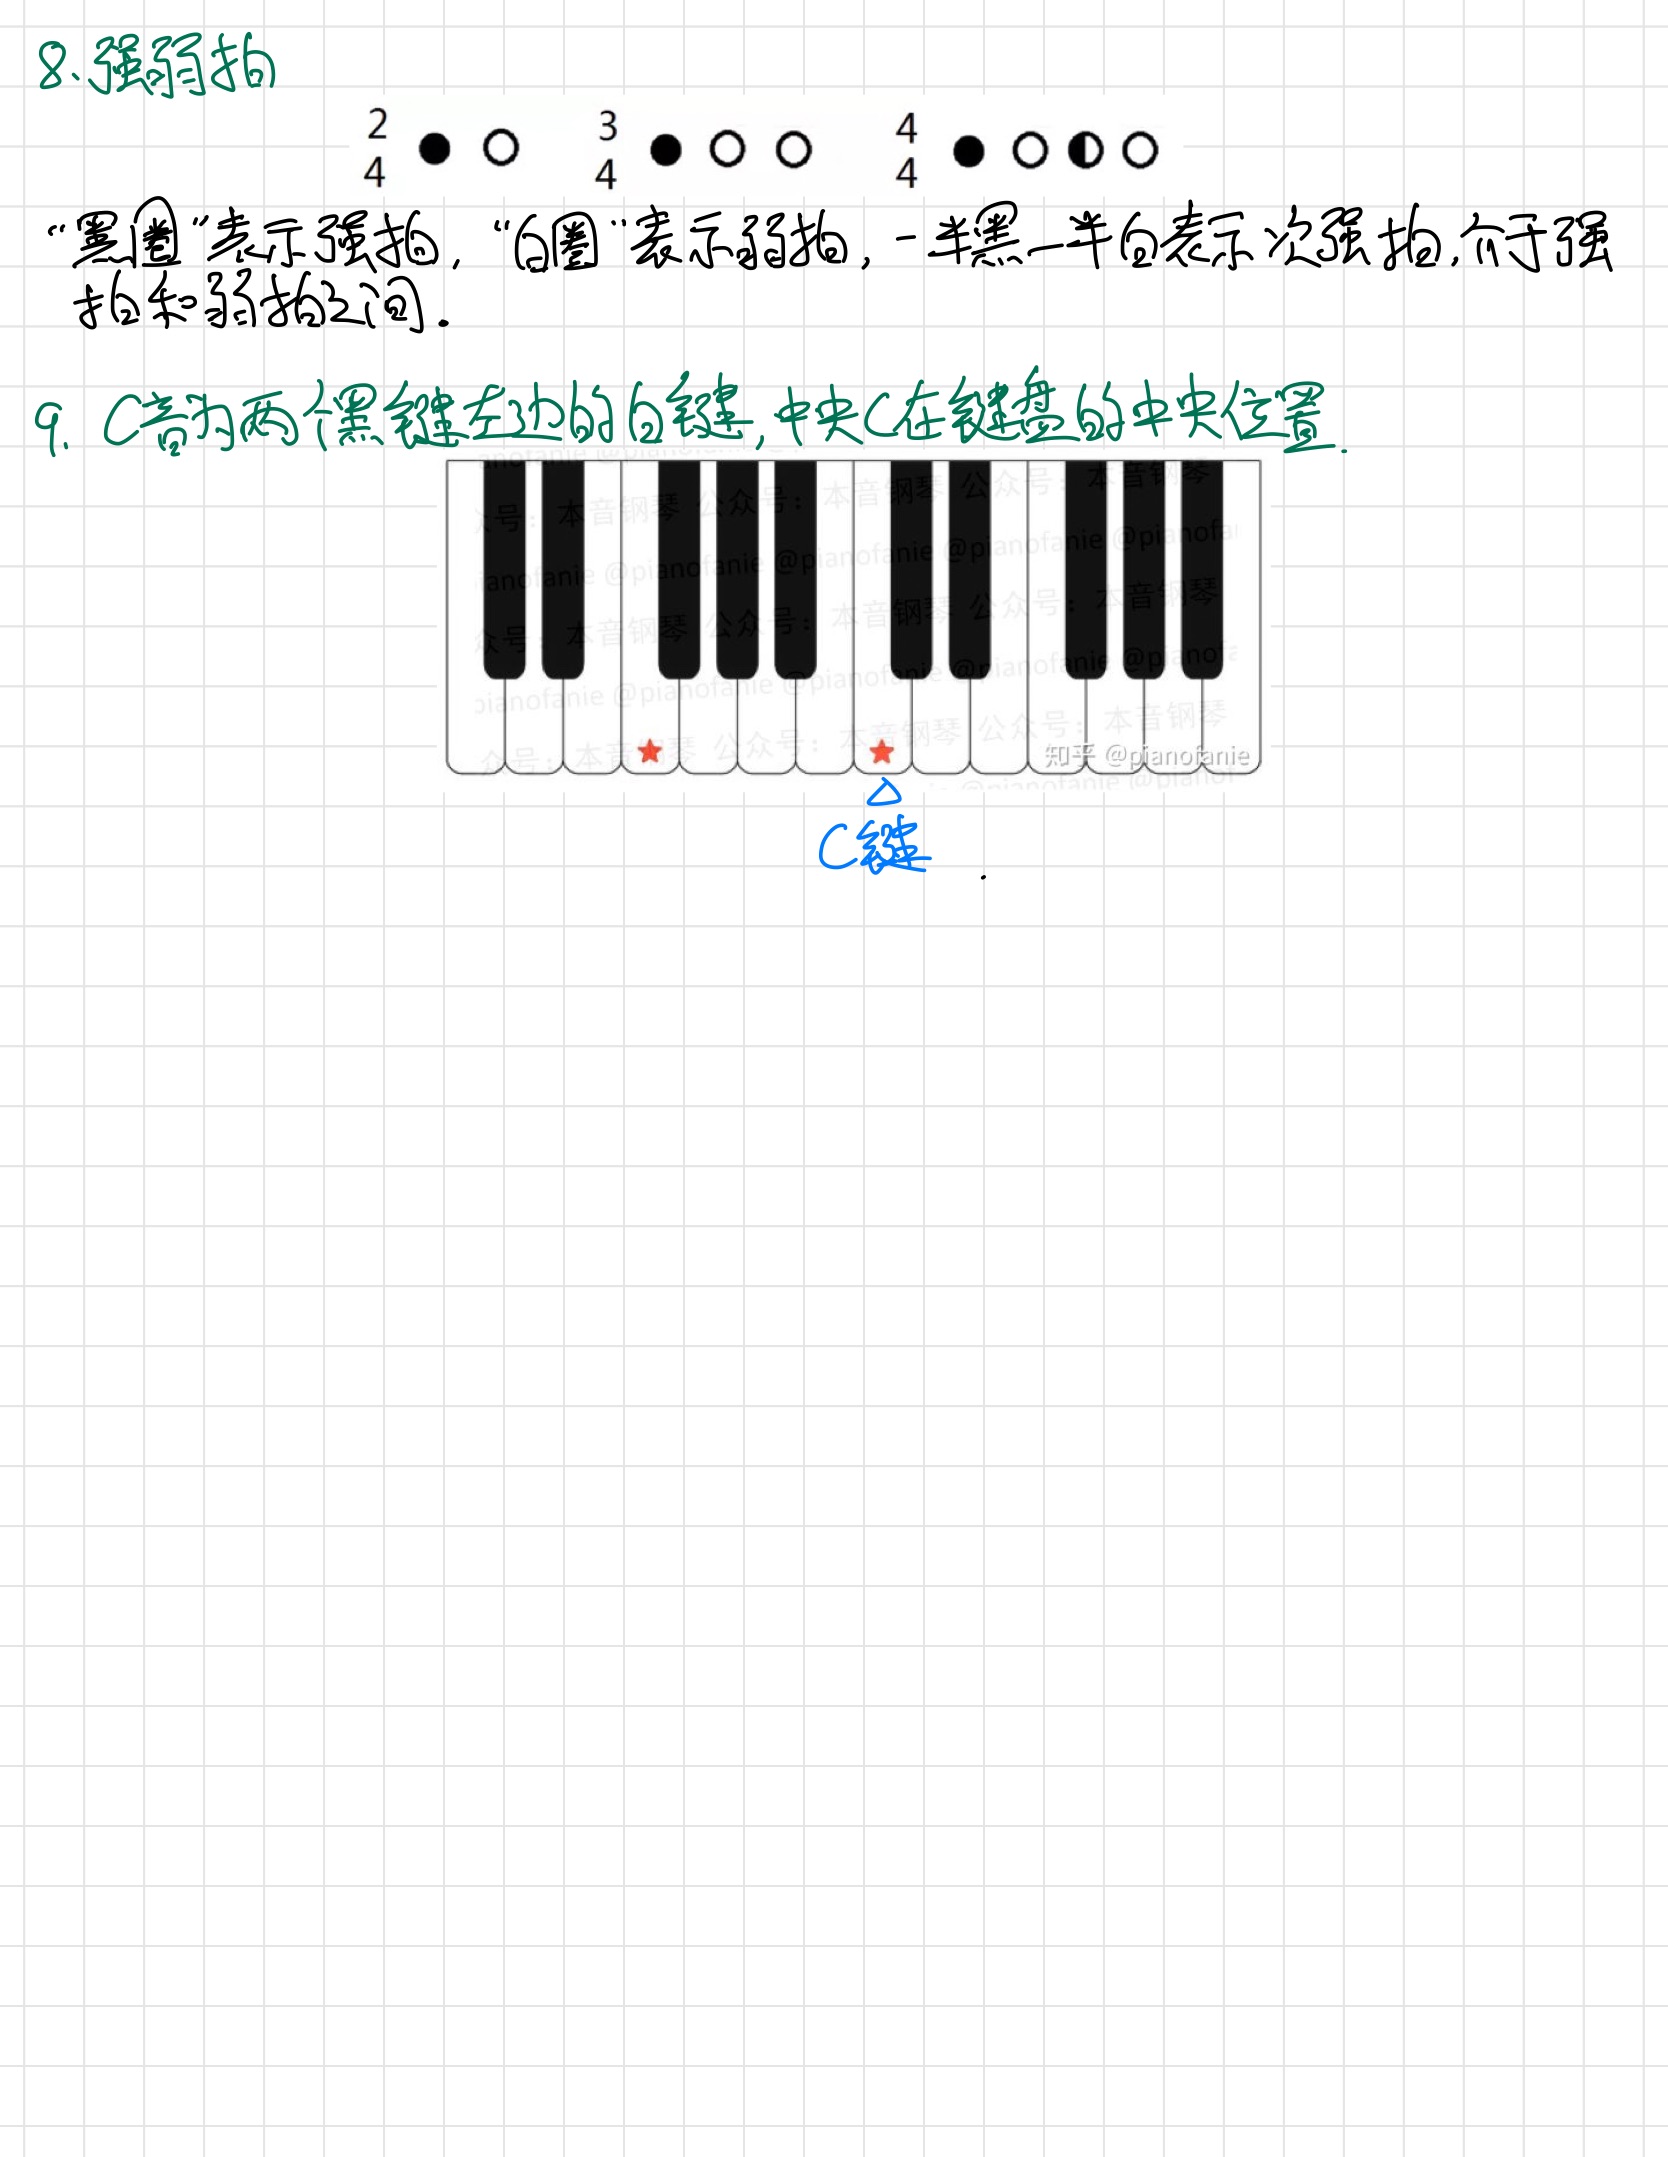 8、强弱拍
2 3 4
4 4 4
“黑圈”表示强拍,“白圈”表示弱拍,一半黑一半白表示次强拍,介于强
拍和弱拍之间.
9. C音为两个黑键左边的白键,中央C在键盘的中央位置.
号: 本音钢琴 公众号: 本音钢琴 公众号: 本音钢琴
ianofanie @pianofanie @pianofanie @pianofanie @pianofa
众号: 本音钢琴 公众号: 本音钢琴 公众号: 本音钢琴
pianofanie @pianofanie @pianofanie @pianofanie @pianofa
众号: 本音钢琴 公众号: 本音钢琴 公众号: 本音钢琴
知乎 @pianofanie
C键